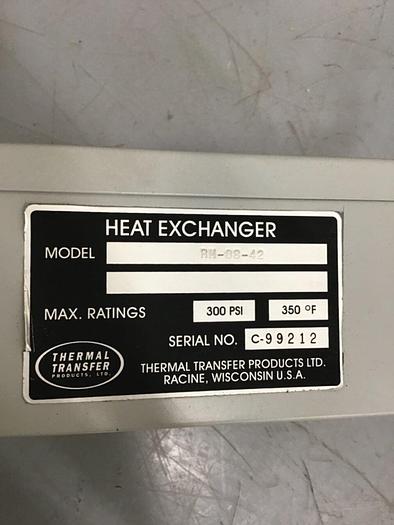 HEAT EXCHANGER
MODEL RM-08-42
MAX. RATINGS 300 PSI 350 °F
SERIAL NO. C-99212
THERMAL
TRANSFER
PRODUCTS, LTD.
THERMAL TRANSFER PRODUCTS LTD.
RACINE, WISCONSIN U.S.A.